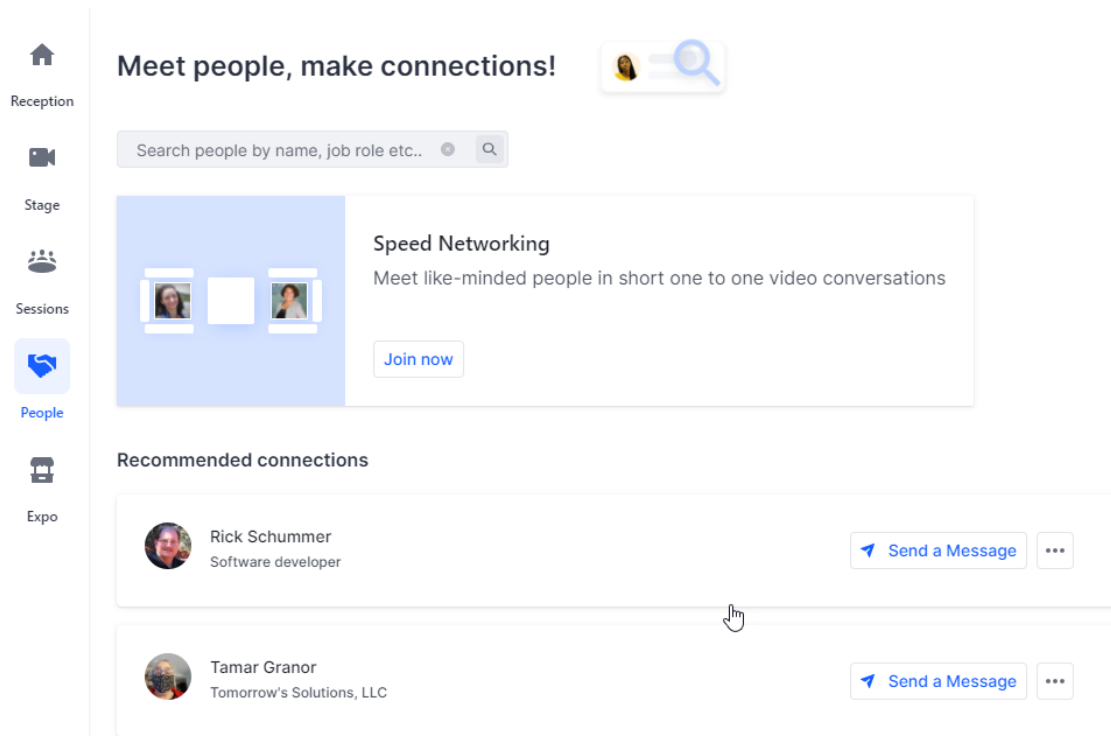 Meet people, make connections!
Reception
Search people by name, job role etc..
Stage
Speed Networking
Meet like-minded people in short one to one video conversations
Sessions
Join now
People
Recommended connections
Expo
Rick Schummer
Software developer
Send a Message
Tamar Granor
Tomorrow's Solutions, LLC
Send a Message